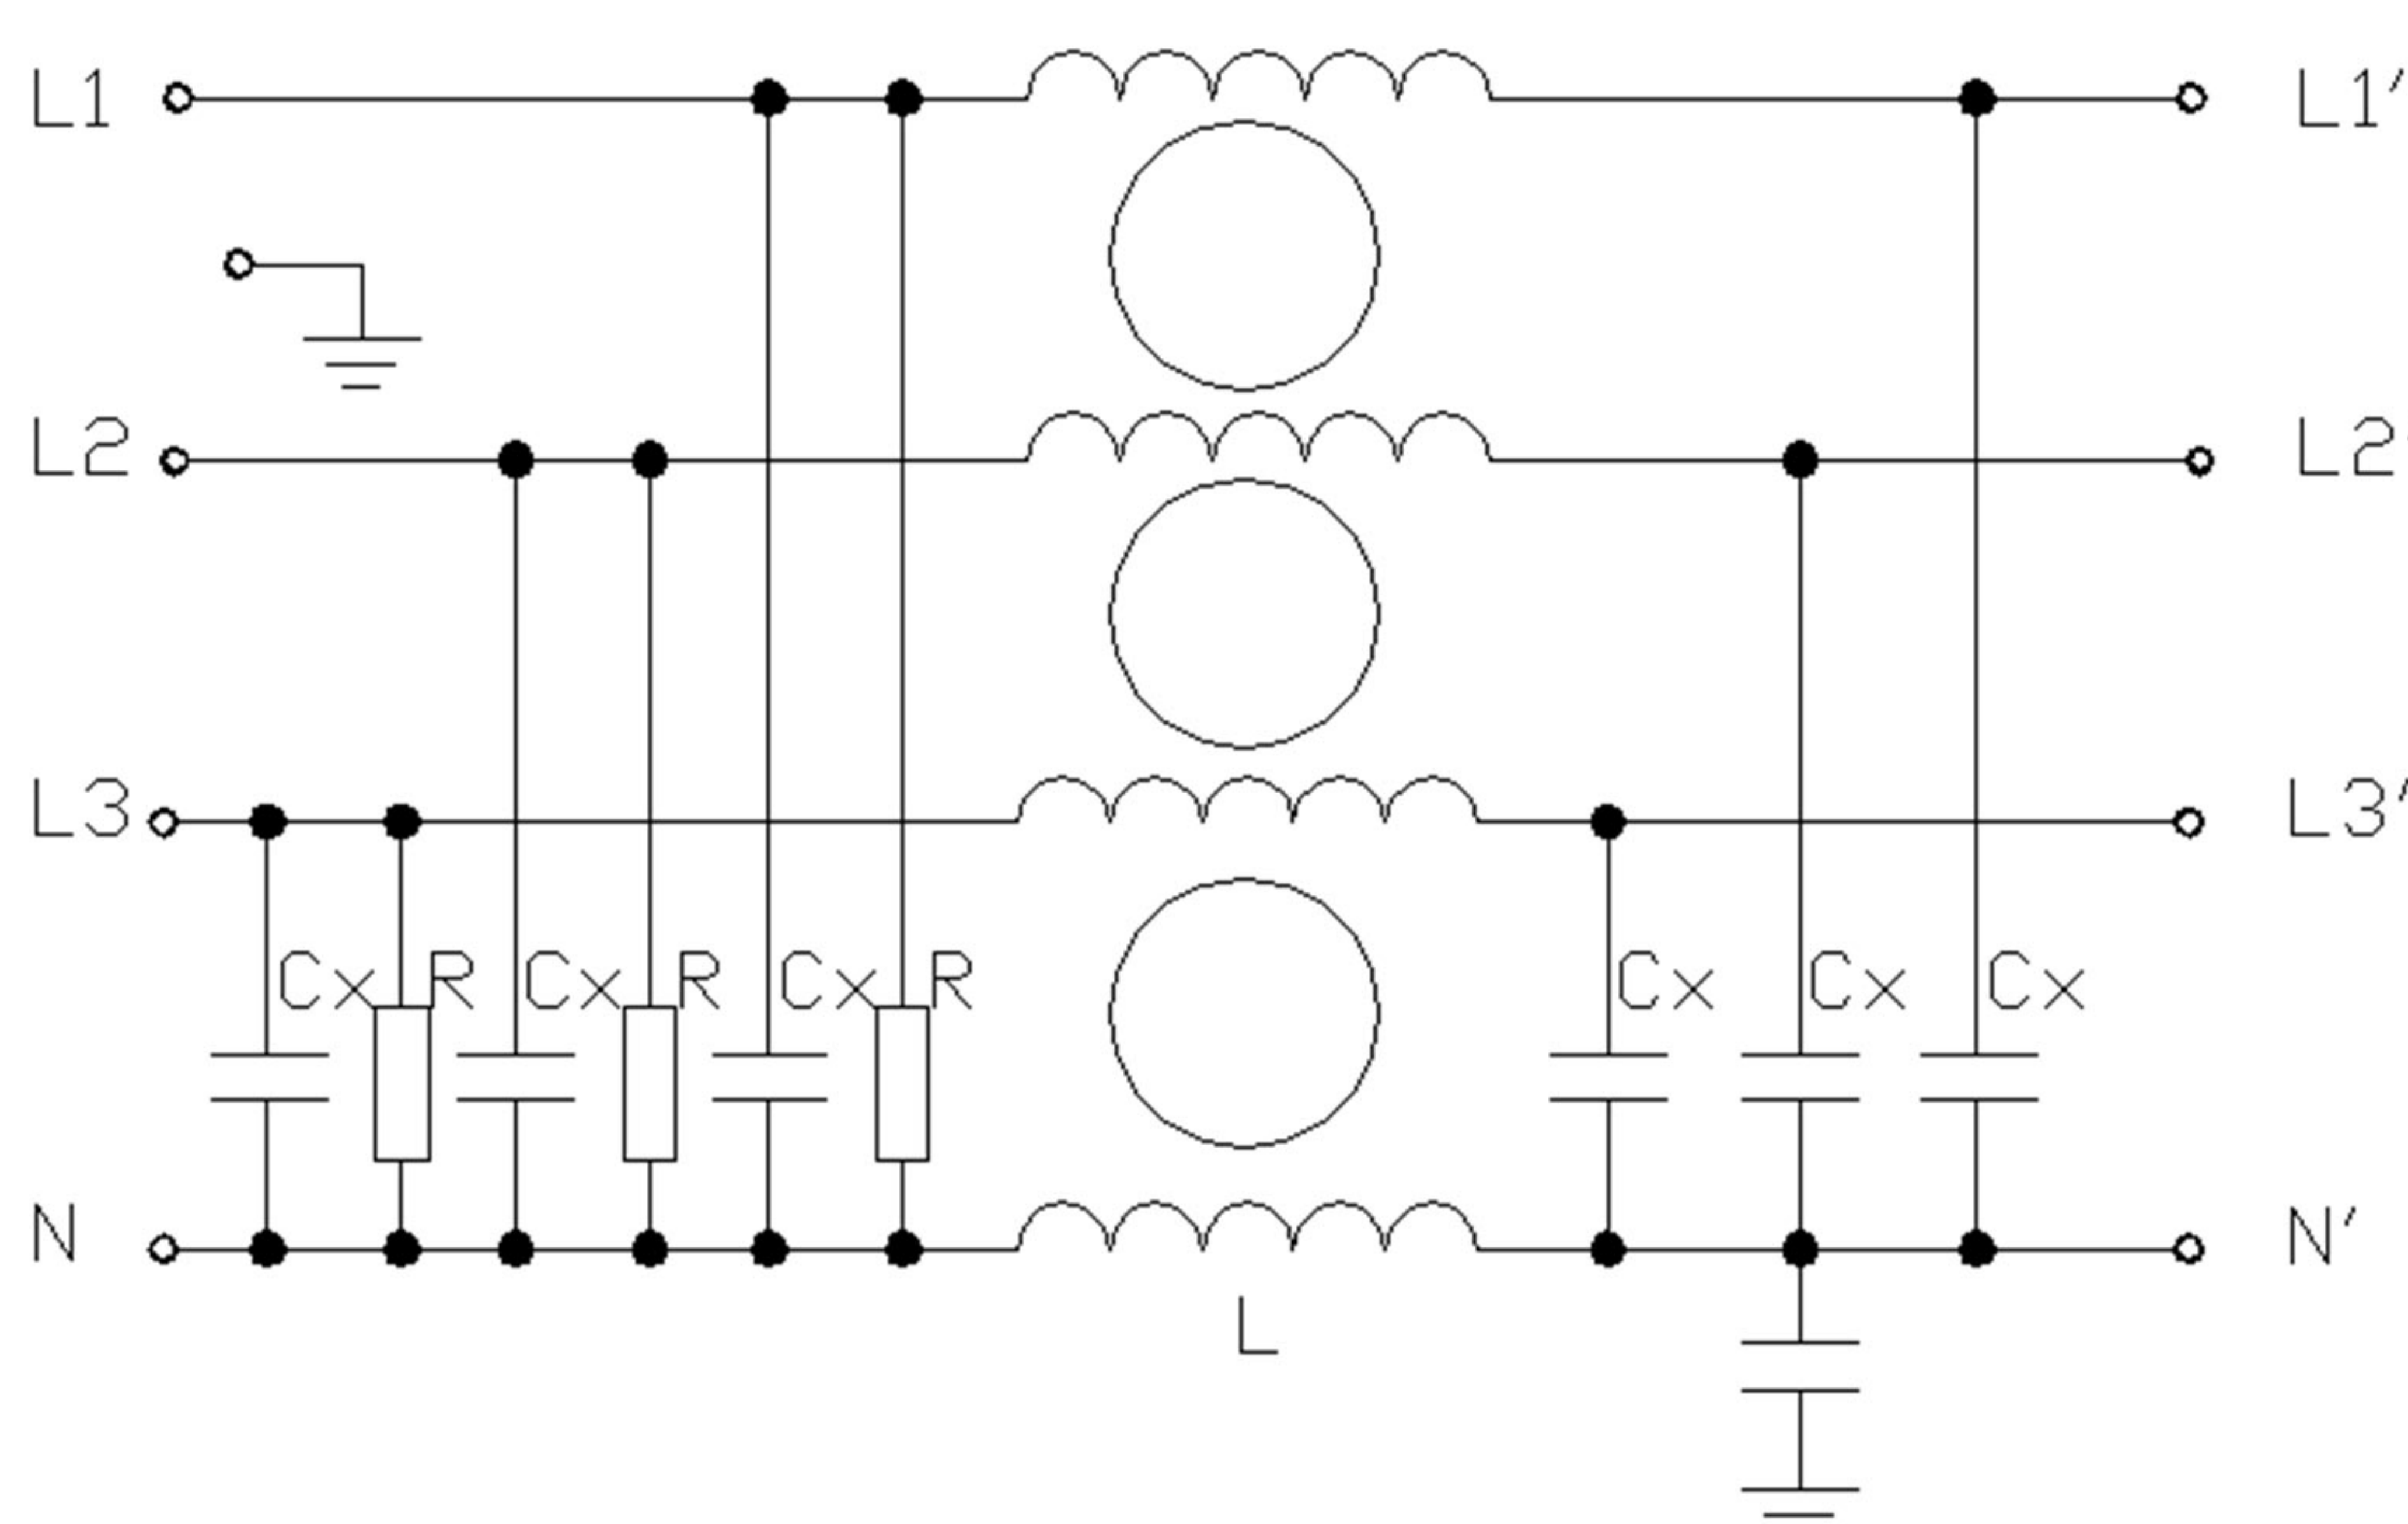 L1 L1′
L2 L2
L3 L3′
Cx R Cx R Cx R Cx Cx Cx
N N′
L